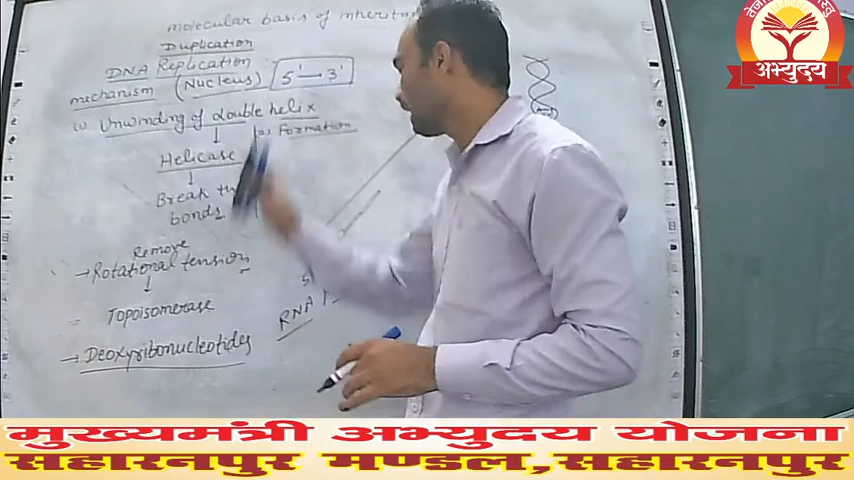 molecular basis of
Duplication
DNA Replication
mechanism (Nucleus) 5' → 3'
(i) Unwinding of double helix
Formation
↓
Helicase
↓
Break
bonds
Remove
→ Rotational tension
↓
Topoisomerase
→ Deoxyribonucleotides
RNA
अभ्युदय
मुख्यमंत्री अभ्युदय योजना
सहारनपुर मण्डल, सहारनपुर